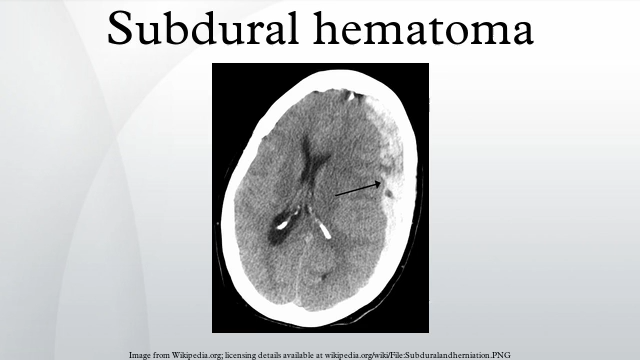 Subdural hematoma
Image from Wikipedia.org; licensing details available at wikipedia.org/wiki/File:Subduralandherniation.PNG